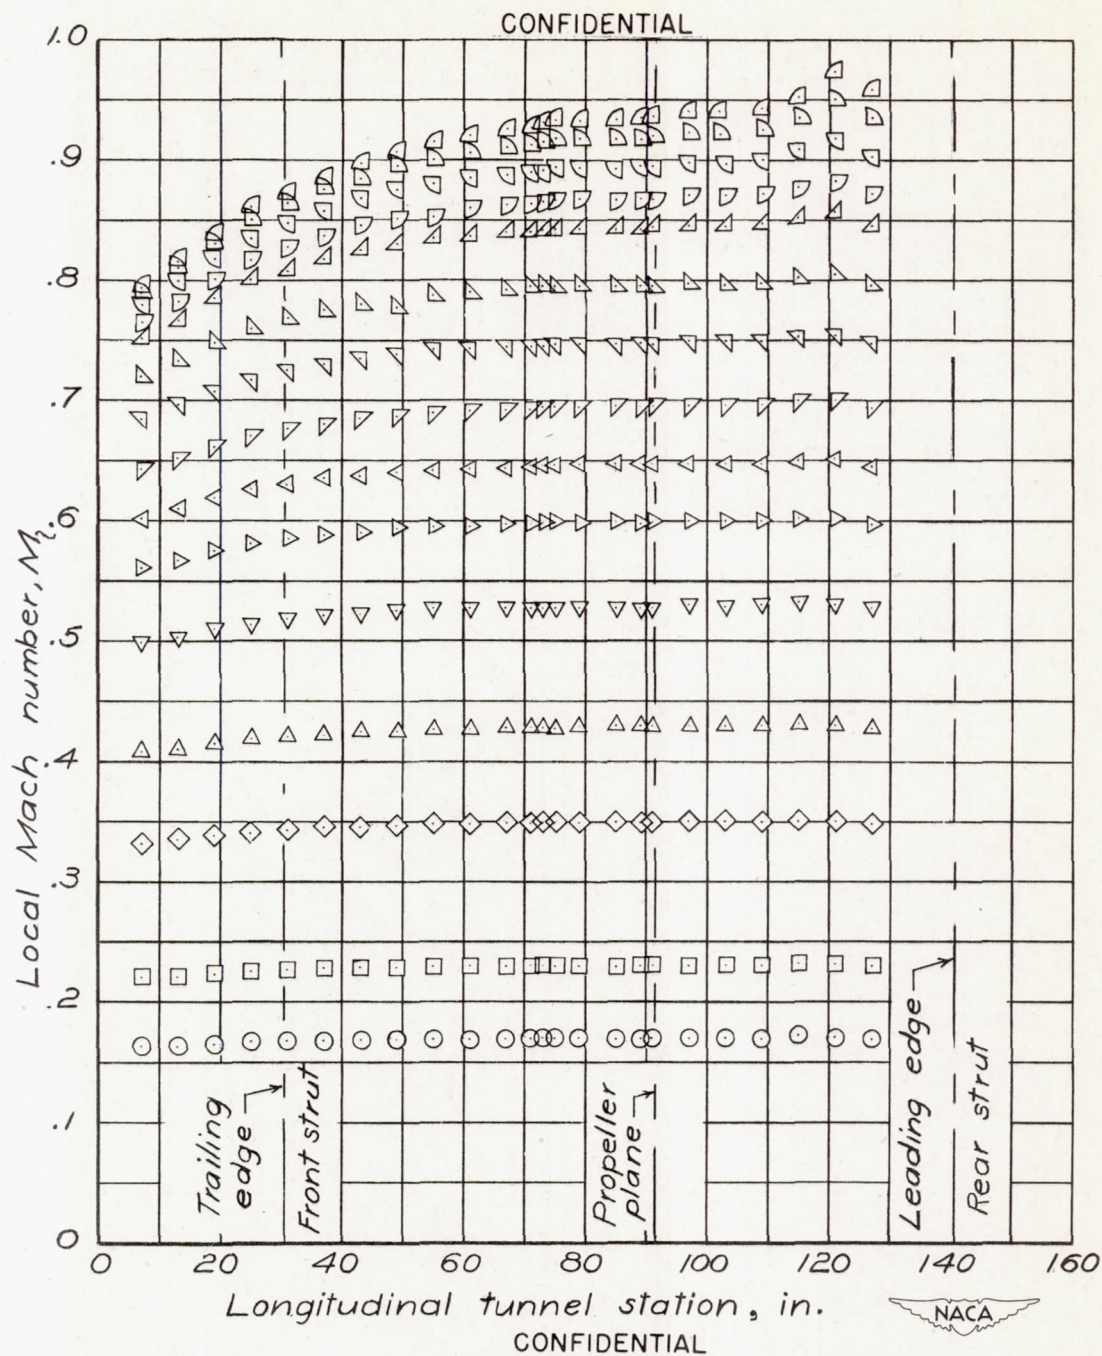 CONFIDENTIAL
1.0
.9
.8
.7
.6
.5
.4
.3
.2
.1
0
Local Mach number, Ml
Trailing
edge
Front strut
Propeller
plane
Leading edge
Rear strut
0 20 40 60 80 100 120 140 160
Longitudinal tunnel station, in.
NACA
CONFIDENTIAL